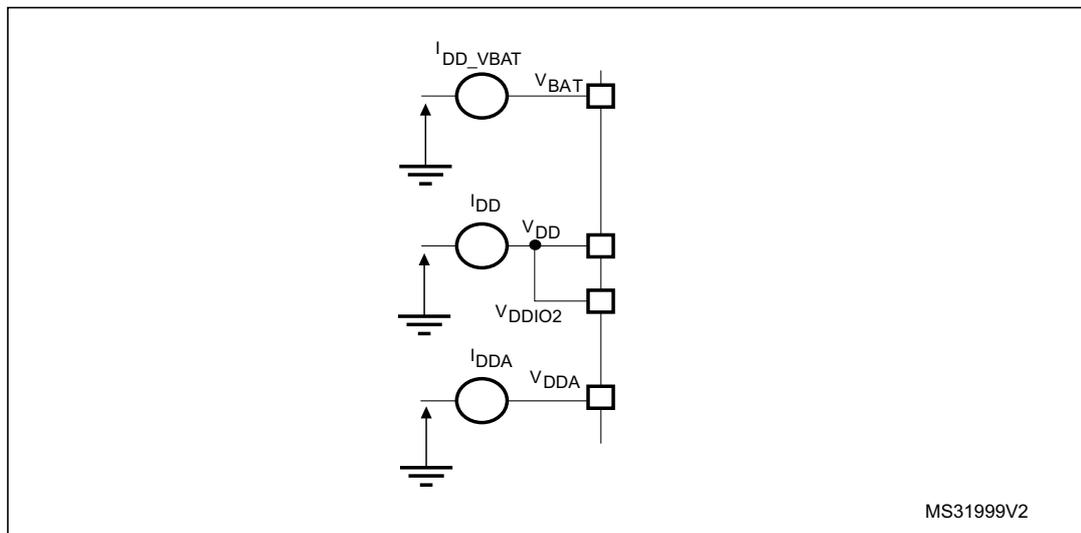 I_DD_VBAT
V_BAT
I_DD
V_DD
V_DDIO2
I_DDA
V_DDA
MS31999V2